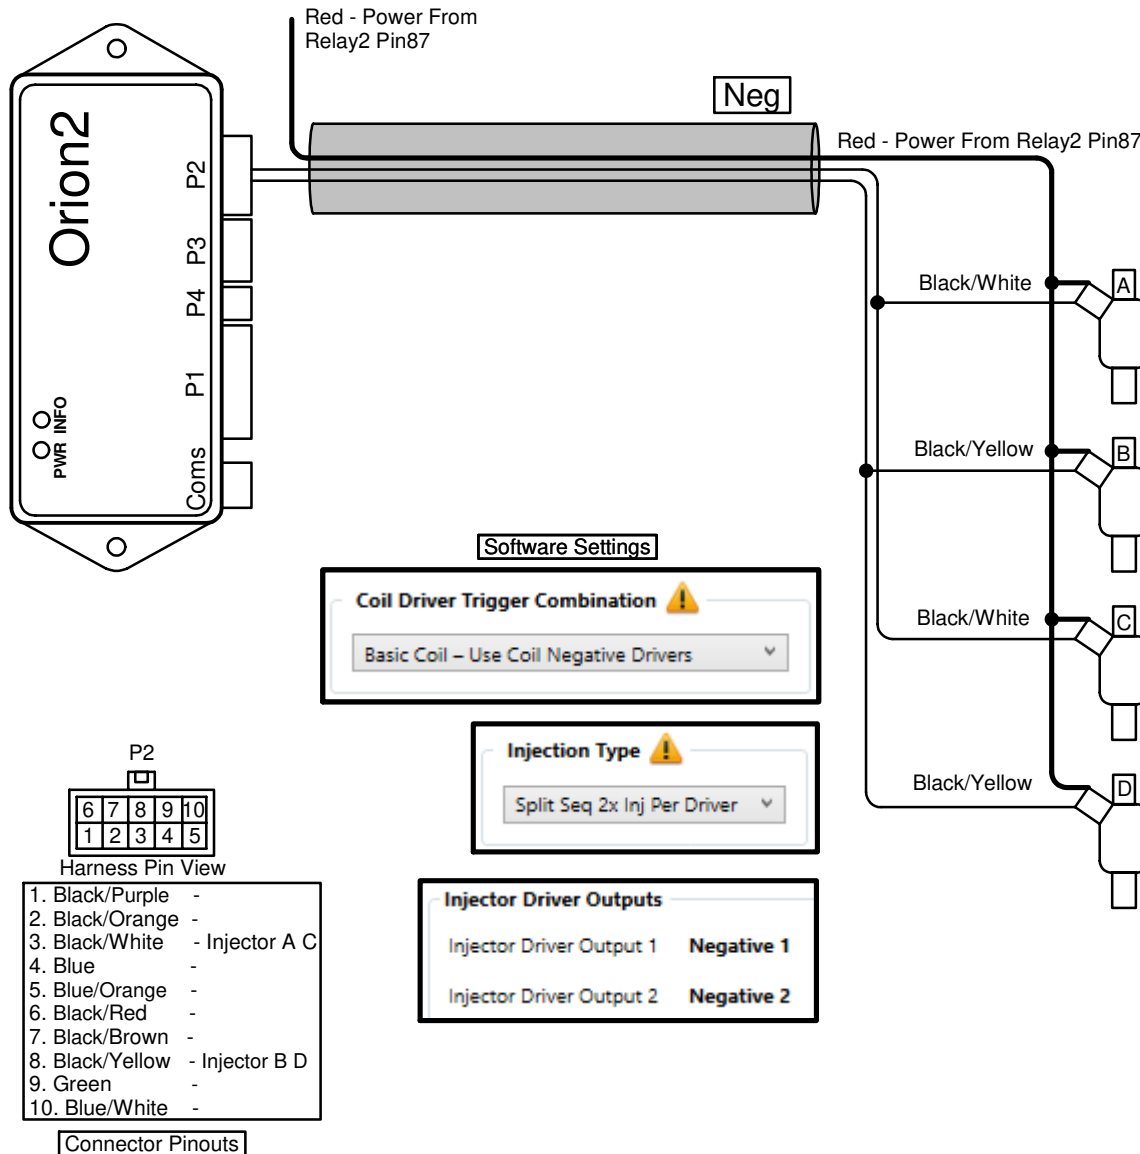 Red - Power From
Relay2 Pin87
Neg
Red - Power From Relay2 Pin87
Orion2
P2
P3
P4
P1
Coms
PWR INFO
Black/White
A
Black/Yellow
B
Black/White
C
Black/Yellow
D
Software Settings
Coil Driver Trigger Combination
Basic Coil – Use Coil Negative Drivers
Injection Type
Split Seq 2x Inj Per Driver
Injector Driver Outputs
Injector Driver Output 1 Negative 1
Injector Driver Output 2 Negative 2
P2
6 7 8 9 10
1 2 3 4 5
Harness Pin View
1. Black/Purple -
2. Black/Orange -
3. Black/White - Injector A C
4. Blue -
5. Blue/Orange -
6. Black/Red -
7. Black/Brown -
8. Black/Yellow - Injector B D
9. Green -
10. Blue/White -
Connector Pinouts